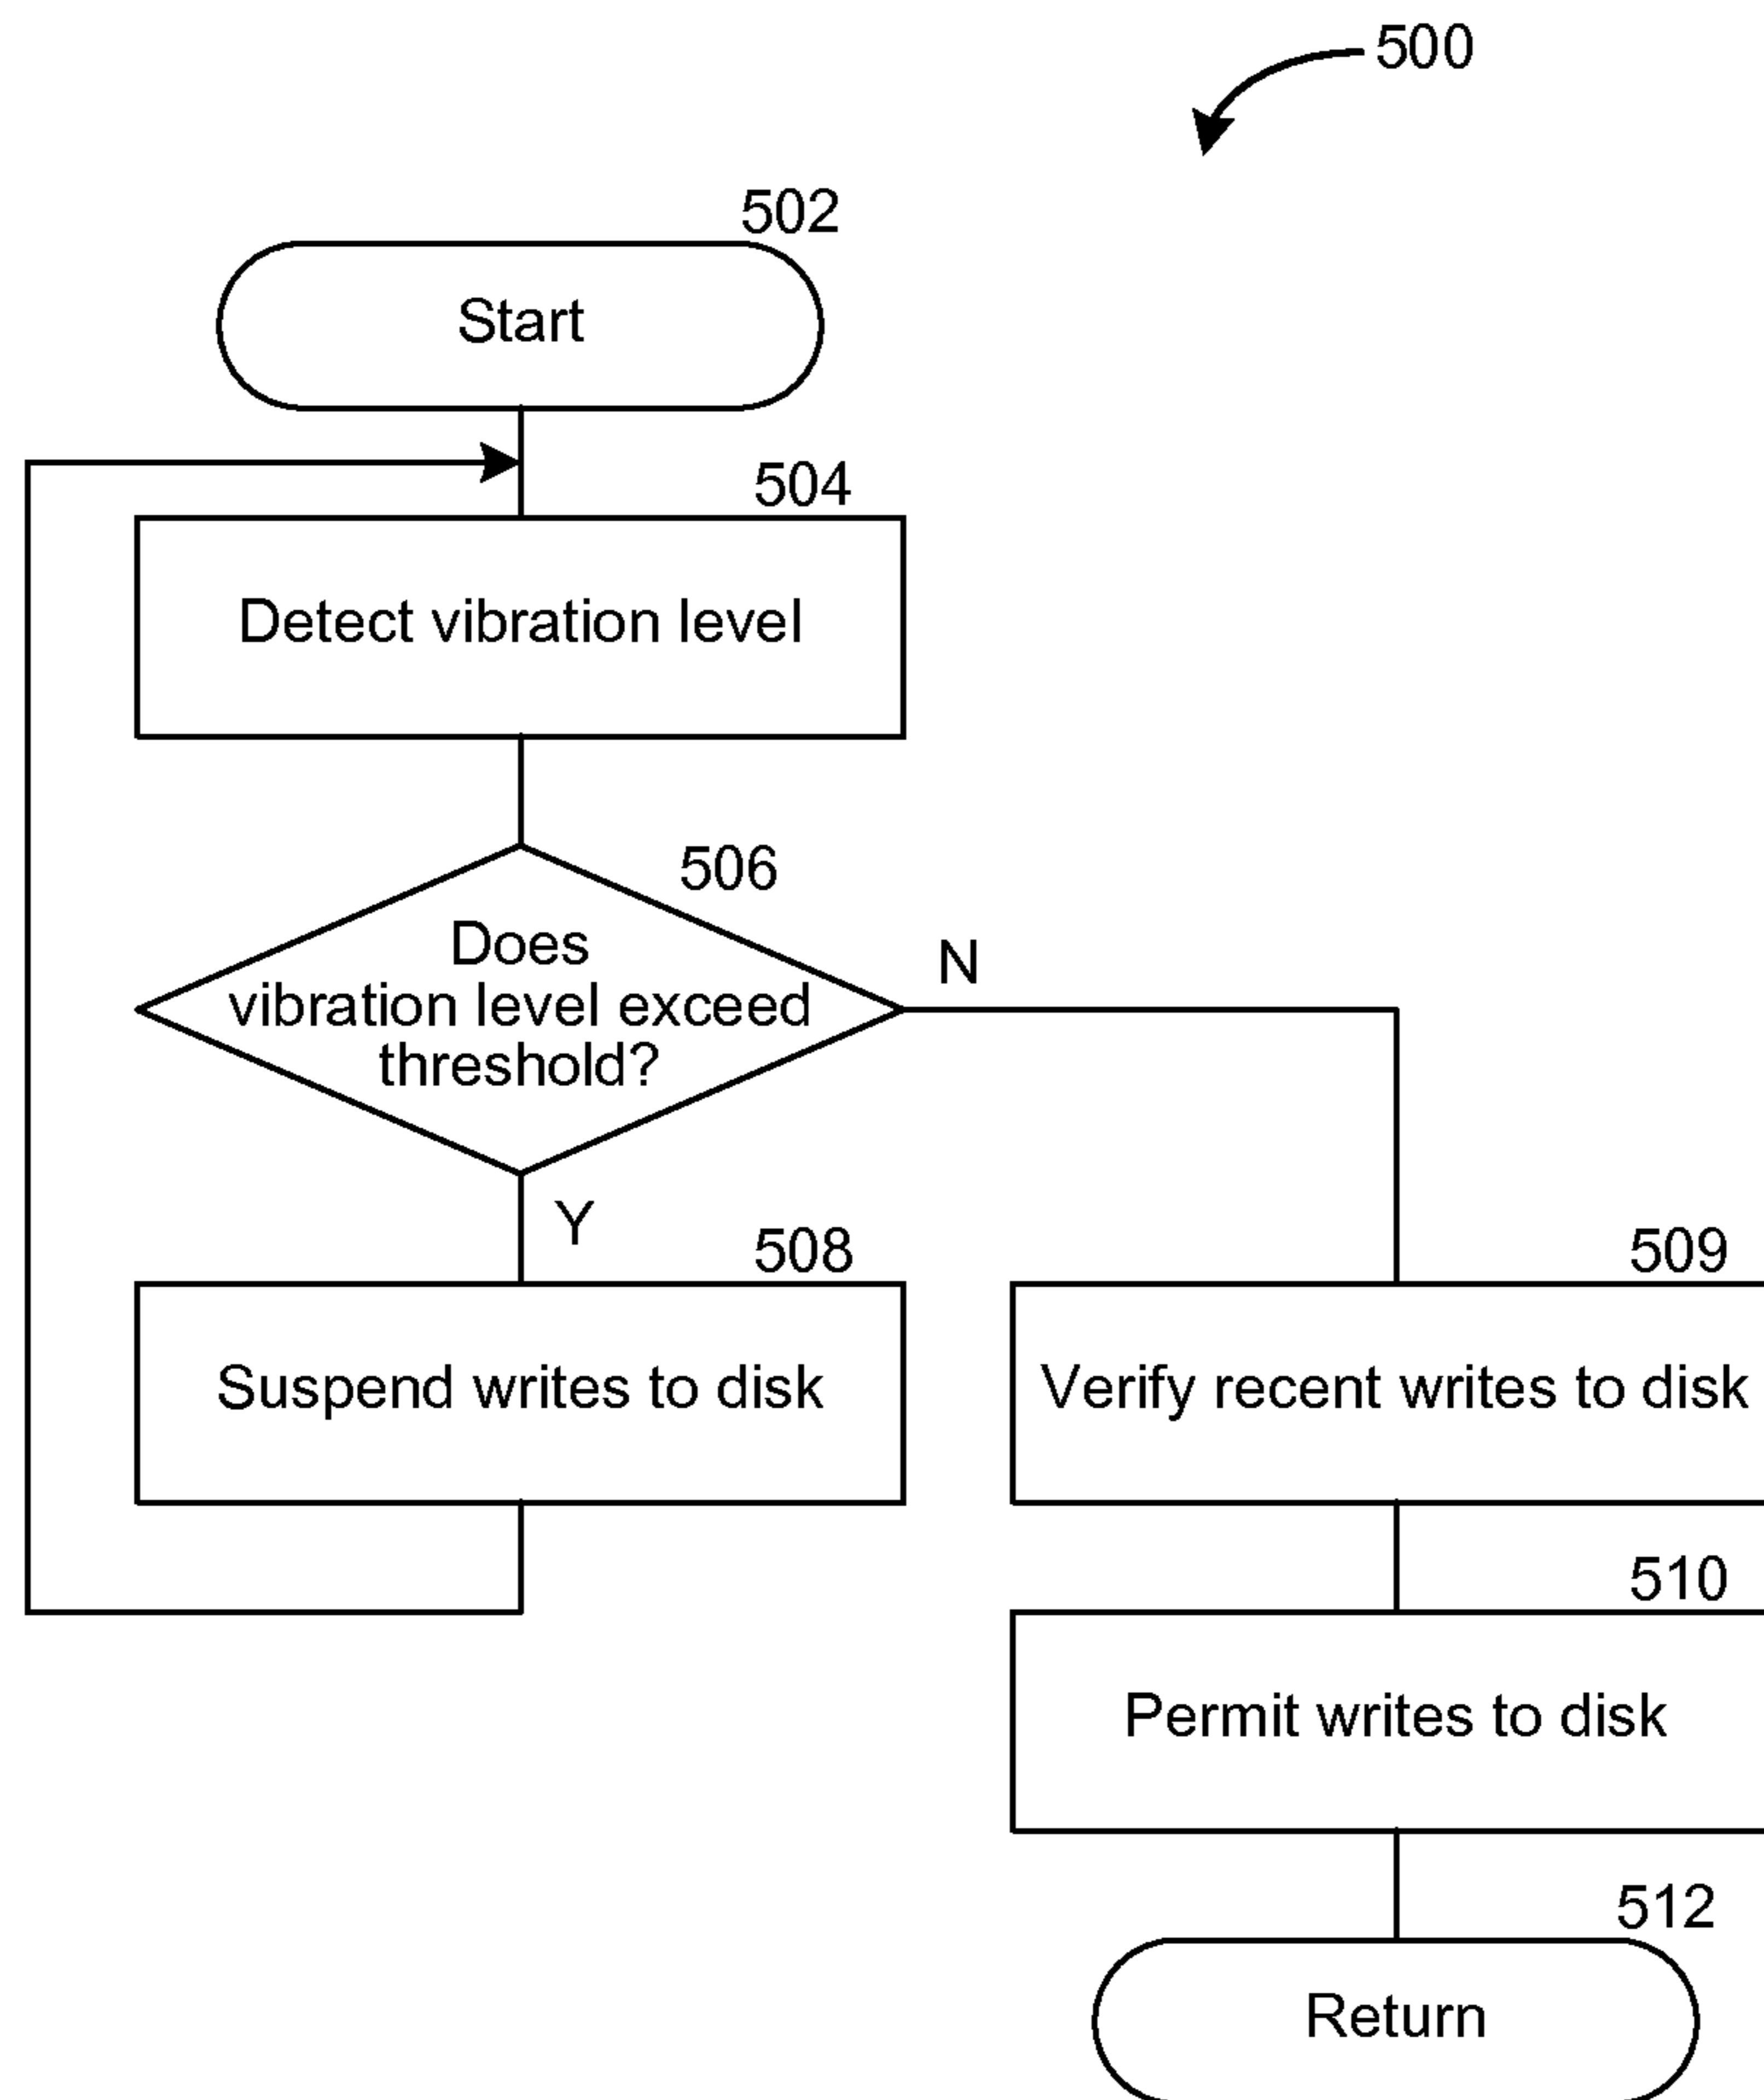 500
502
Start
504
Detect vibration level
506
Does
vibration level exceed
threshold?
N
Y
508
Suspend writes to disk
509
Verify recent writes to disk
510
Permit writes to disk
512
Return